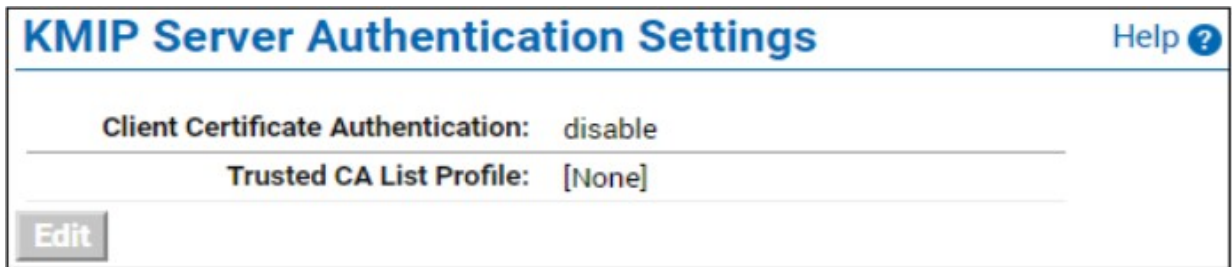 KMIP Server Authentication Settings Help ?
Client Certificate Authentication: disable
Trusted CA List Profile: [None]
Edit